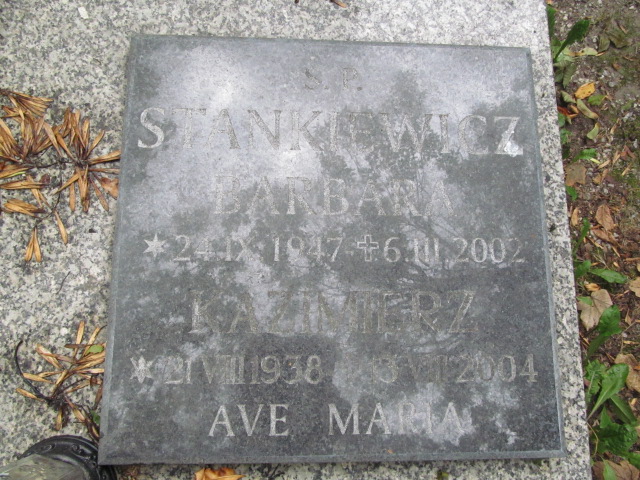 Ś.P.
STANKIEWICZ
BARBARA
* 24.IX 1947 ✝ 6.III.2002
KAZIMIERZ
* 21 VIII 1938 13 VII 2004
AVE MARIA